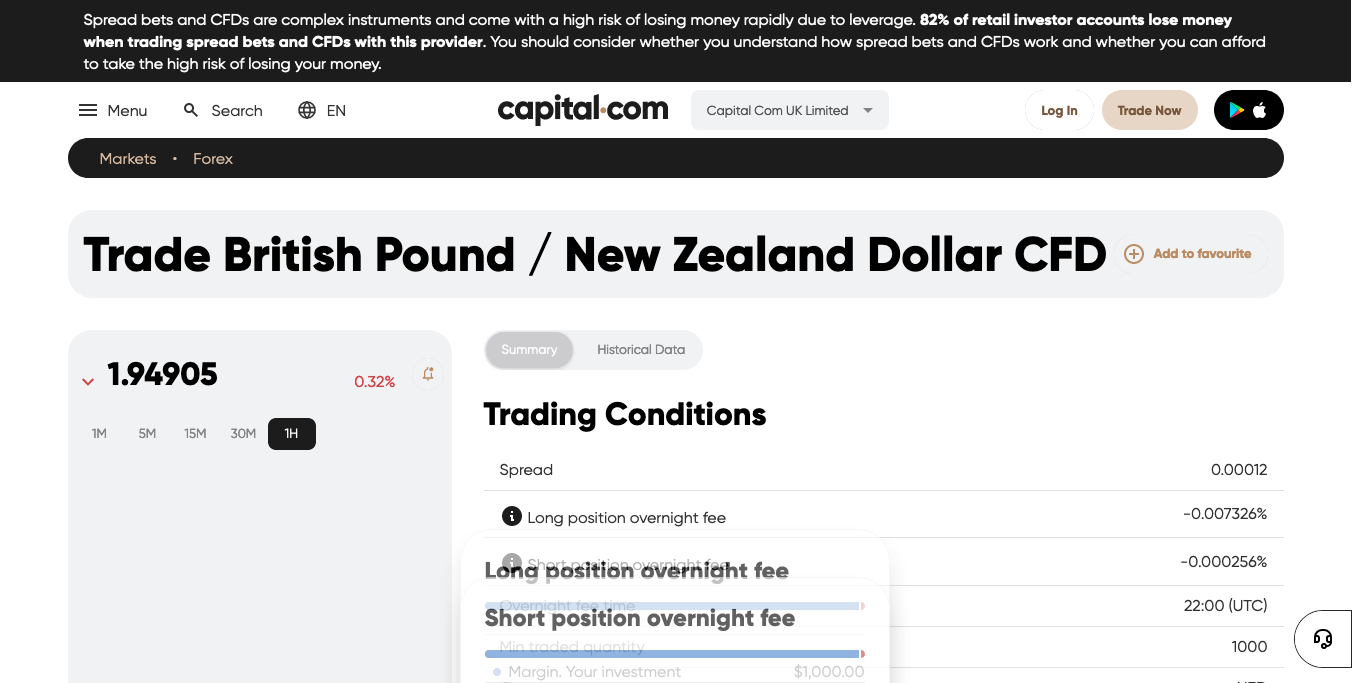 Spread bets and CFDs are complex instruments and come with a high risk of losing money rapidly due to leverage. 82% of retail investor accounts lose money
when trading spread bets and CFDs with this provider. You should consider whether you understand how spread bets and CFDs work and whether you can afford
to take the high risk of losing your money.
Menu
Search
EN
capital.com
Capital Com UK Limited
Log In
Trade Now
Markets
Forex
Trade British Pound / New Zealand Dollar CFD
Add to favourite
1.94905
0.32%
1M
5M
15M
30M
1H
Summary
Historical Data
Trading Conditions
Spread
0.00012
Long position overnight fee
-0.007326%
Short position overnight fee
-0.000256%
Long position overnight fee
Overnight fee time
22:00 (UTC)
Short position overnight fee
Min traded quantity
1000
Margin. Your investment
$1,000.00